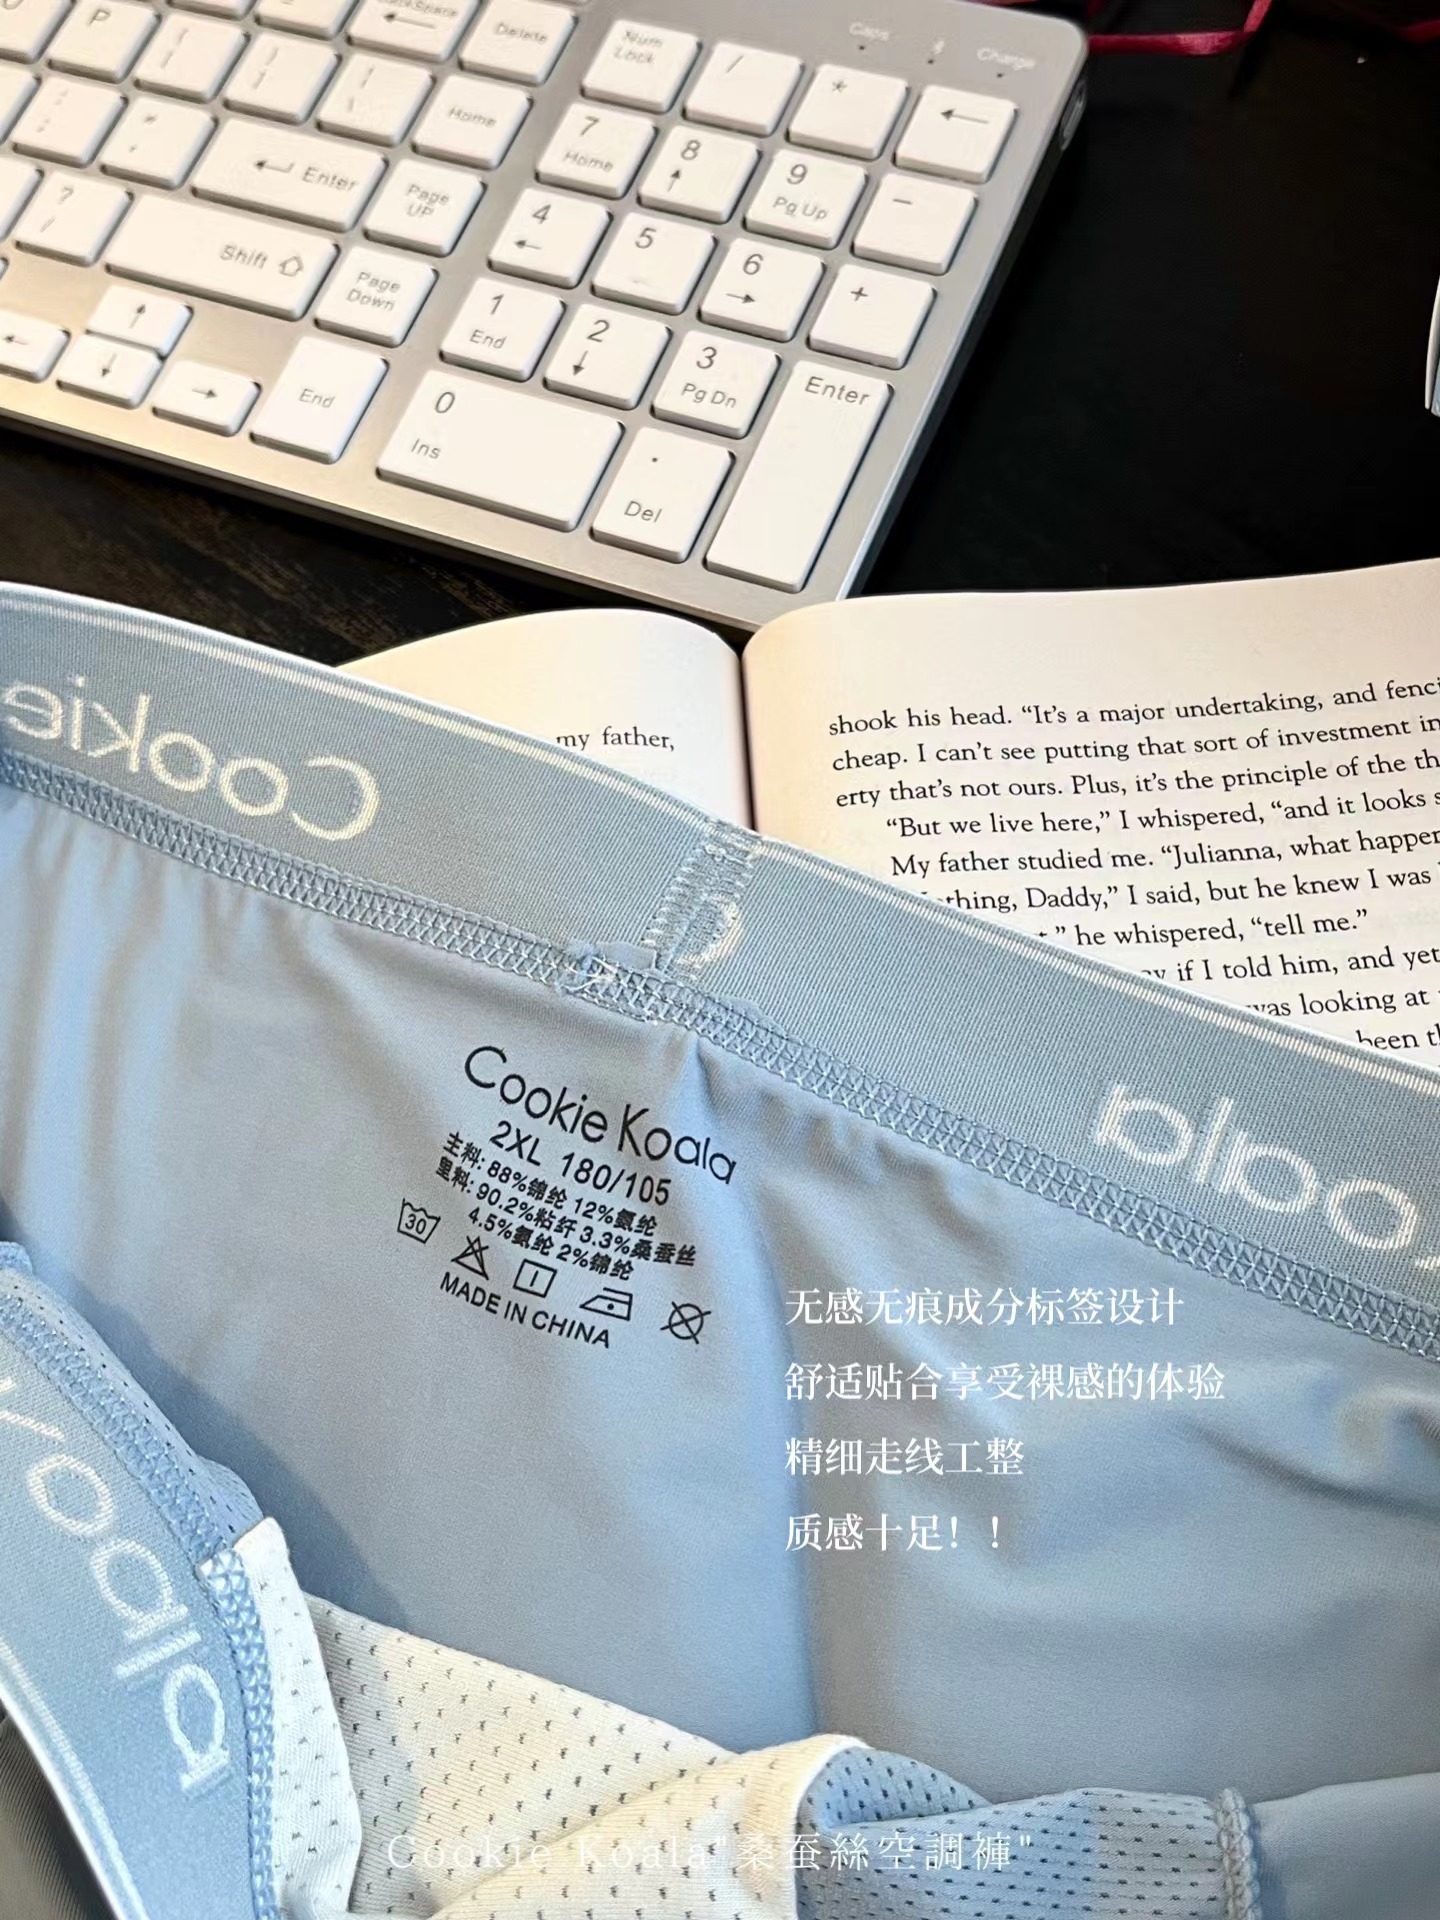 P
Backspace
Delete
Num Lock
/
*
←
Caps
Charge
Home
7 Home
8 ↑
9 Pg Up
-
← Enter
Page UP
4 ←
5
6 →
+
? /
Shift
Page Down
1 End
2 ↓
3 Pg Dn
Enter
↑
← ↓ →
End
0 Ins
. Del
my father,
shook his head. “It’s a major undertaking, and fenci
cheap. I can’t see putting that sort of investment in
erty that’s not ours. Plus, it’s the principle of the th
“But we live here,” I whispered, “and it looks s
My father studied me. “Julianna, what happen
thing, Daddy,” I said, but he knew I was
” he whispered, “tell me.”
if I told him, and yet
was looking at
been th
Cookie
oala
Cookie Koala
2XL 180/105
主料: 88%锦纶 12%氨纶
里料: 90.2%粘纤 3.3%桑蚕丝
4.5%氨纶 2%锦纶
30
MADE IN CHINA
无感无痕成分标签设计
舒适贴合享受裸感的体验
精细走线工整
质感十足！！
Koala
Cookie Koala"桑蚕絲空調褲"